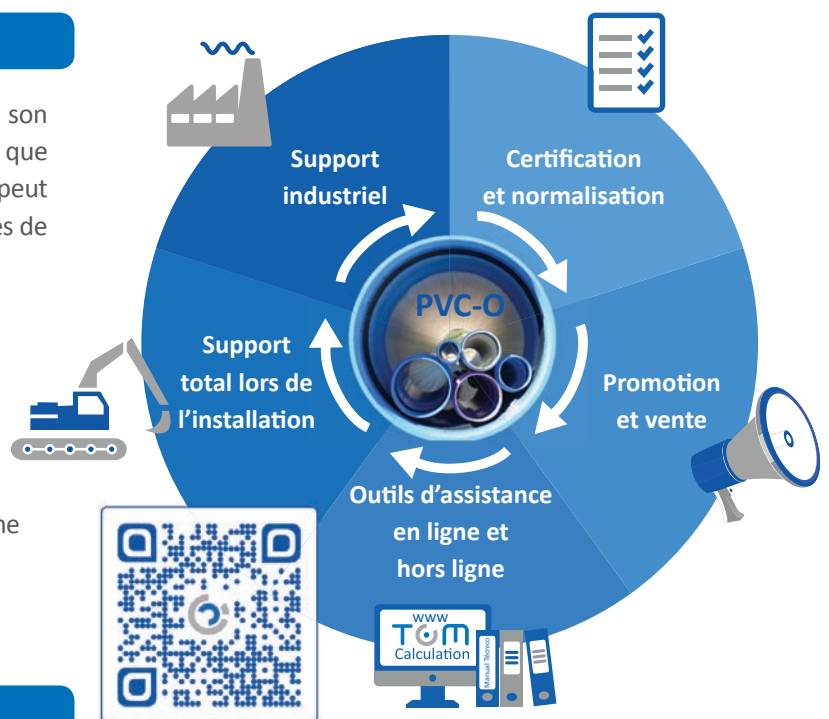 son
que
peut
es de
ne
Support
industriel
Certification
et normalisation
PVC-O
Support
total lors de
l’installation
Promotion
et vente
Outils d’assistance
en ligne et
hors ligne
www
TOM
Calculation
Manual Técnico